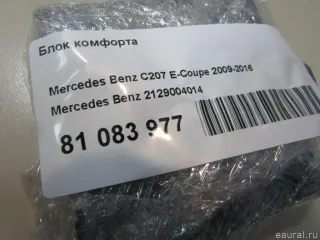 Блок комфорта
Mercedes Benz C207 E-Coupe 2009-2016
Mercedes Benz 2129004014
81 083 977
eaural.ru